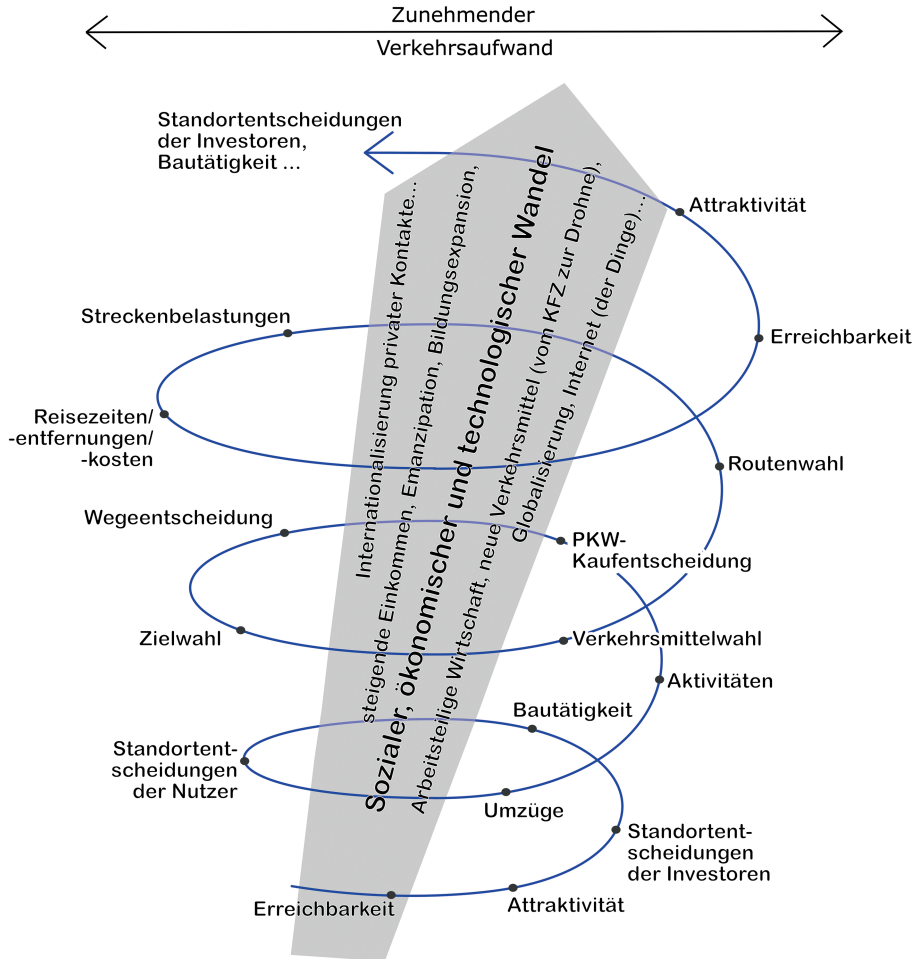 Zunehmender
Verkehrsaufwand
Standortentscheidungen
der Investoren,
Bautätigkeit ...
Attraktivität
Streckenbelastungen
Erreichbarkeit
Reisezeiten/
-entfernungen/
-kosten
Routenwahl
Wegeentscheidung
PKW-
Kaufentscheidung
Zielwahl
Verkehrsmittelwahl
Aktivitäten
Bautätigkeit
Standortent-
scheidungen
der Nutzer
Umzüge
Standortent-
scheidungen
der Investoren
Erreichbarkeit
Attraktivität
Internationalisierung privater Kontakte...
steigende Einkommen, Emanzipation, Bildungsexpansion,
Sozialer, ökonomischer und technologischer Wandel
Arbeitsteilige Wirtschaft, neue Verkehrsmittel (vom KFZ zur Drohne),
Globalisierung, Internet (der Dinge)...